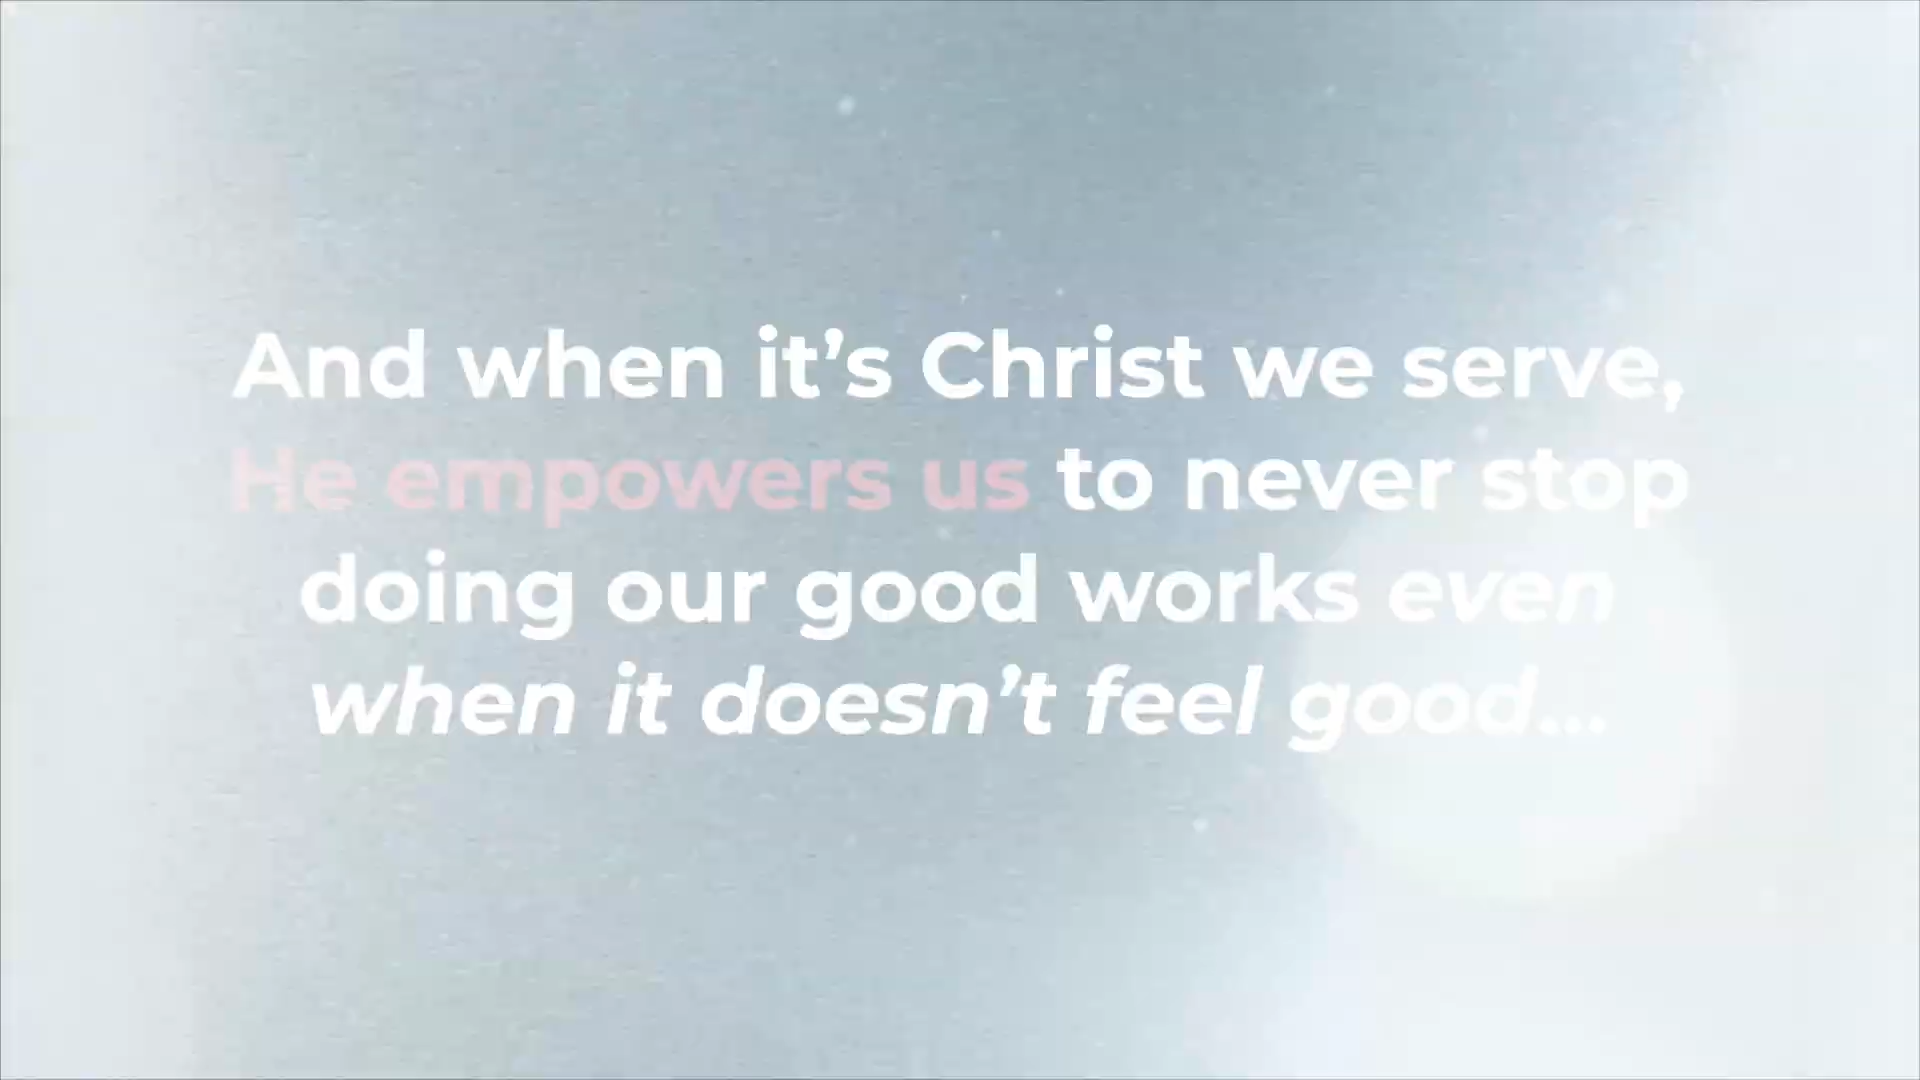 And when it’s Christ we serve,
He empowers us to never stop
doing our good works even
when it doesn’t feel good...